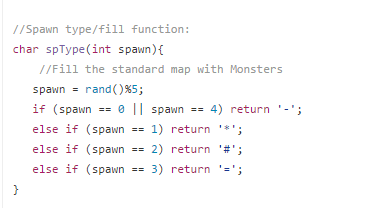 //Spawn type/fill function:
char spType(int spawn){
    //Fill the standard map with Monsters
   spawn = rand()%5;
   if (spawn == 0 || spawn == 4) return '-';
   else if (spawn == 1) return '*';
   else if (spawn == 2) return '#';
   else if (spawn == 3) return '=';
}